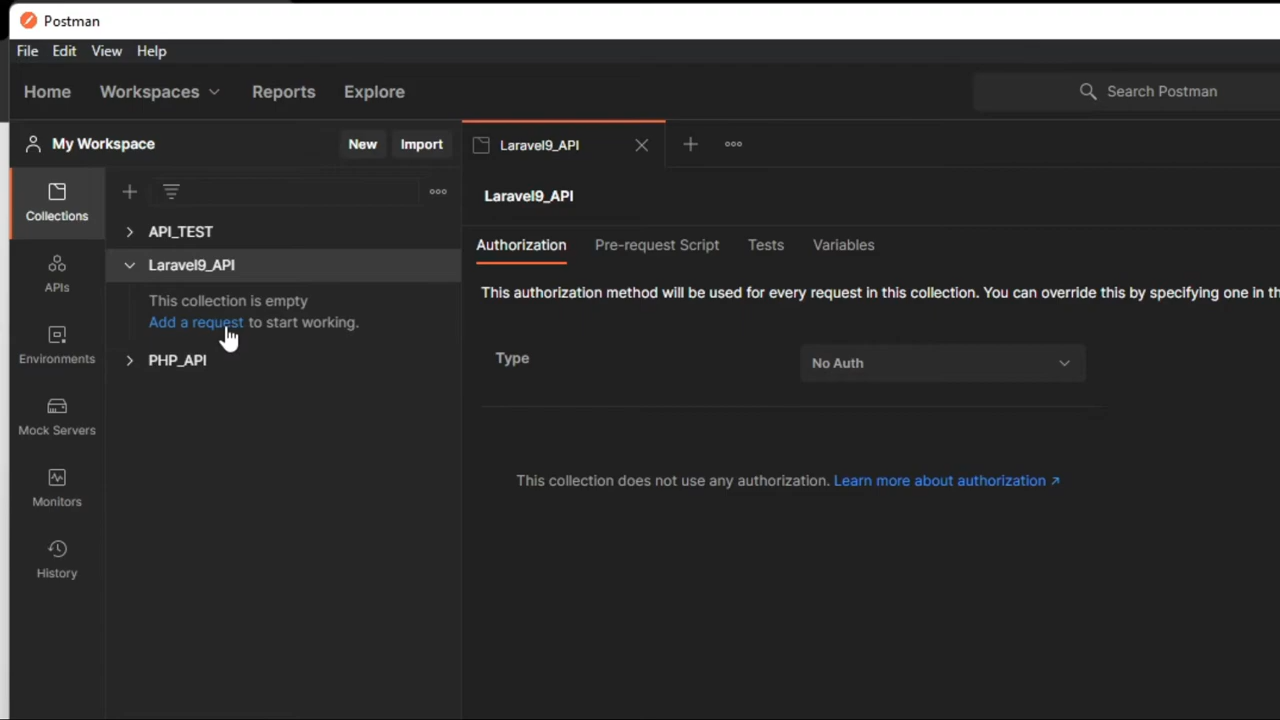 Postman
File Edit View Help
Home Workspaces Reports Explore Search Postman
My Workspace New Import
Laravel9_API
Collections
APIs
Environments
Mock Servers
Monitors
History
API_TEST
Laravel9_API
This collection is empty
Add a request to start working.
PHP_API
Laravel9_API
Authorization Pre-request Script Tests Variables
This authorization method will be used for every request in this collection. You can override this by specifying one in th
Type No Auth
This collection does not use any authorization. Learn more about authorization ↗